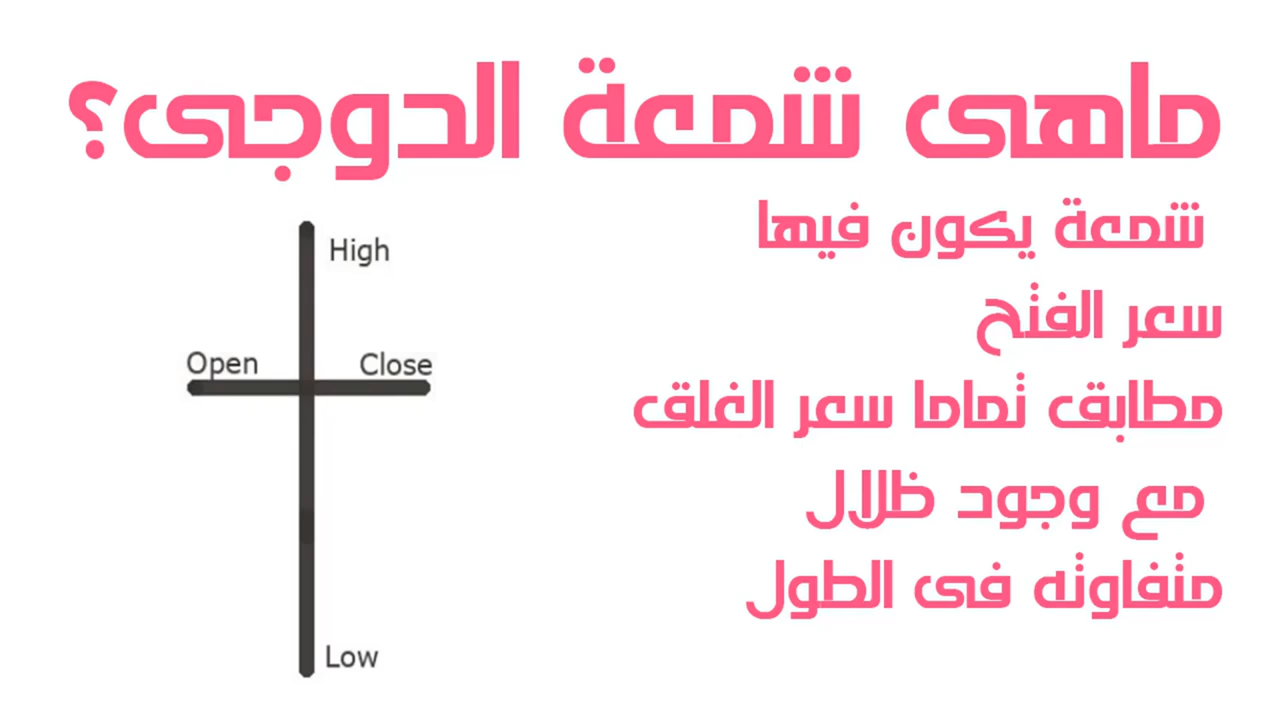 ماهى شمعة الدوجى؟
شمعة يكون فيها
سعر الفتح
مطابق تماما سعر الغلق
مع وجود ظلال
متفاوته فى الطول
High
Open
Close
Low